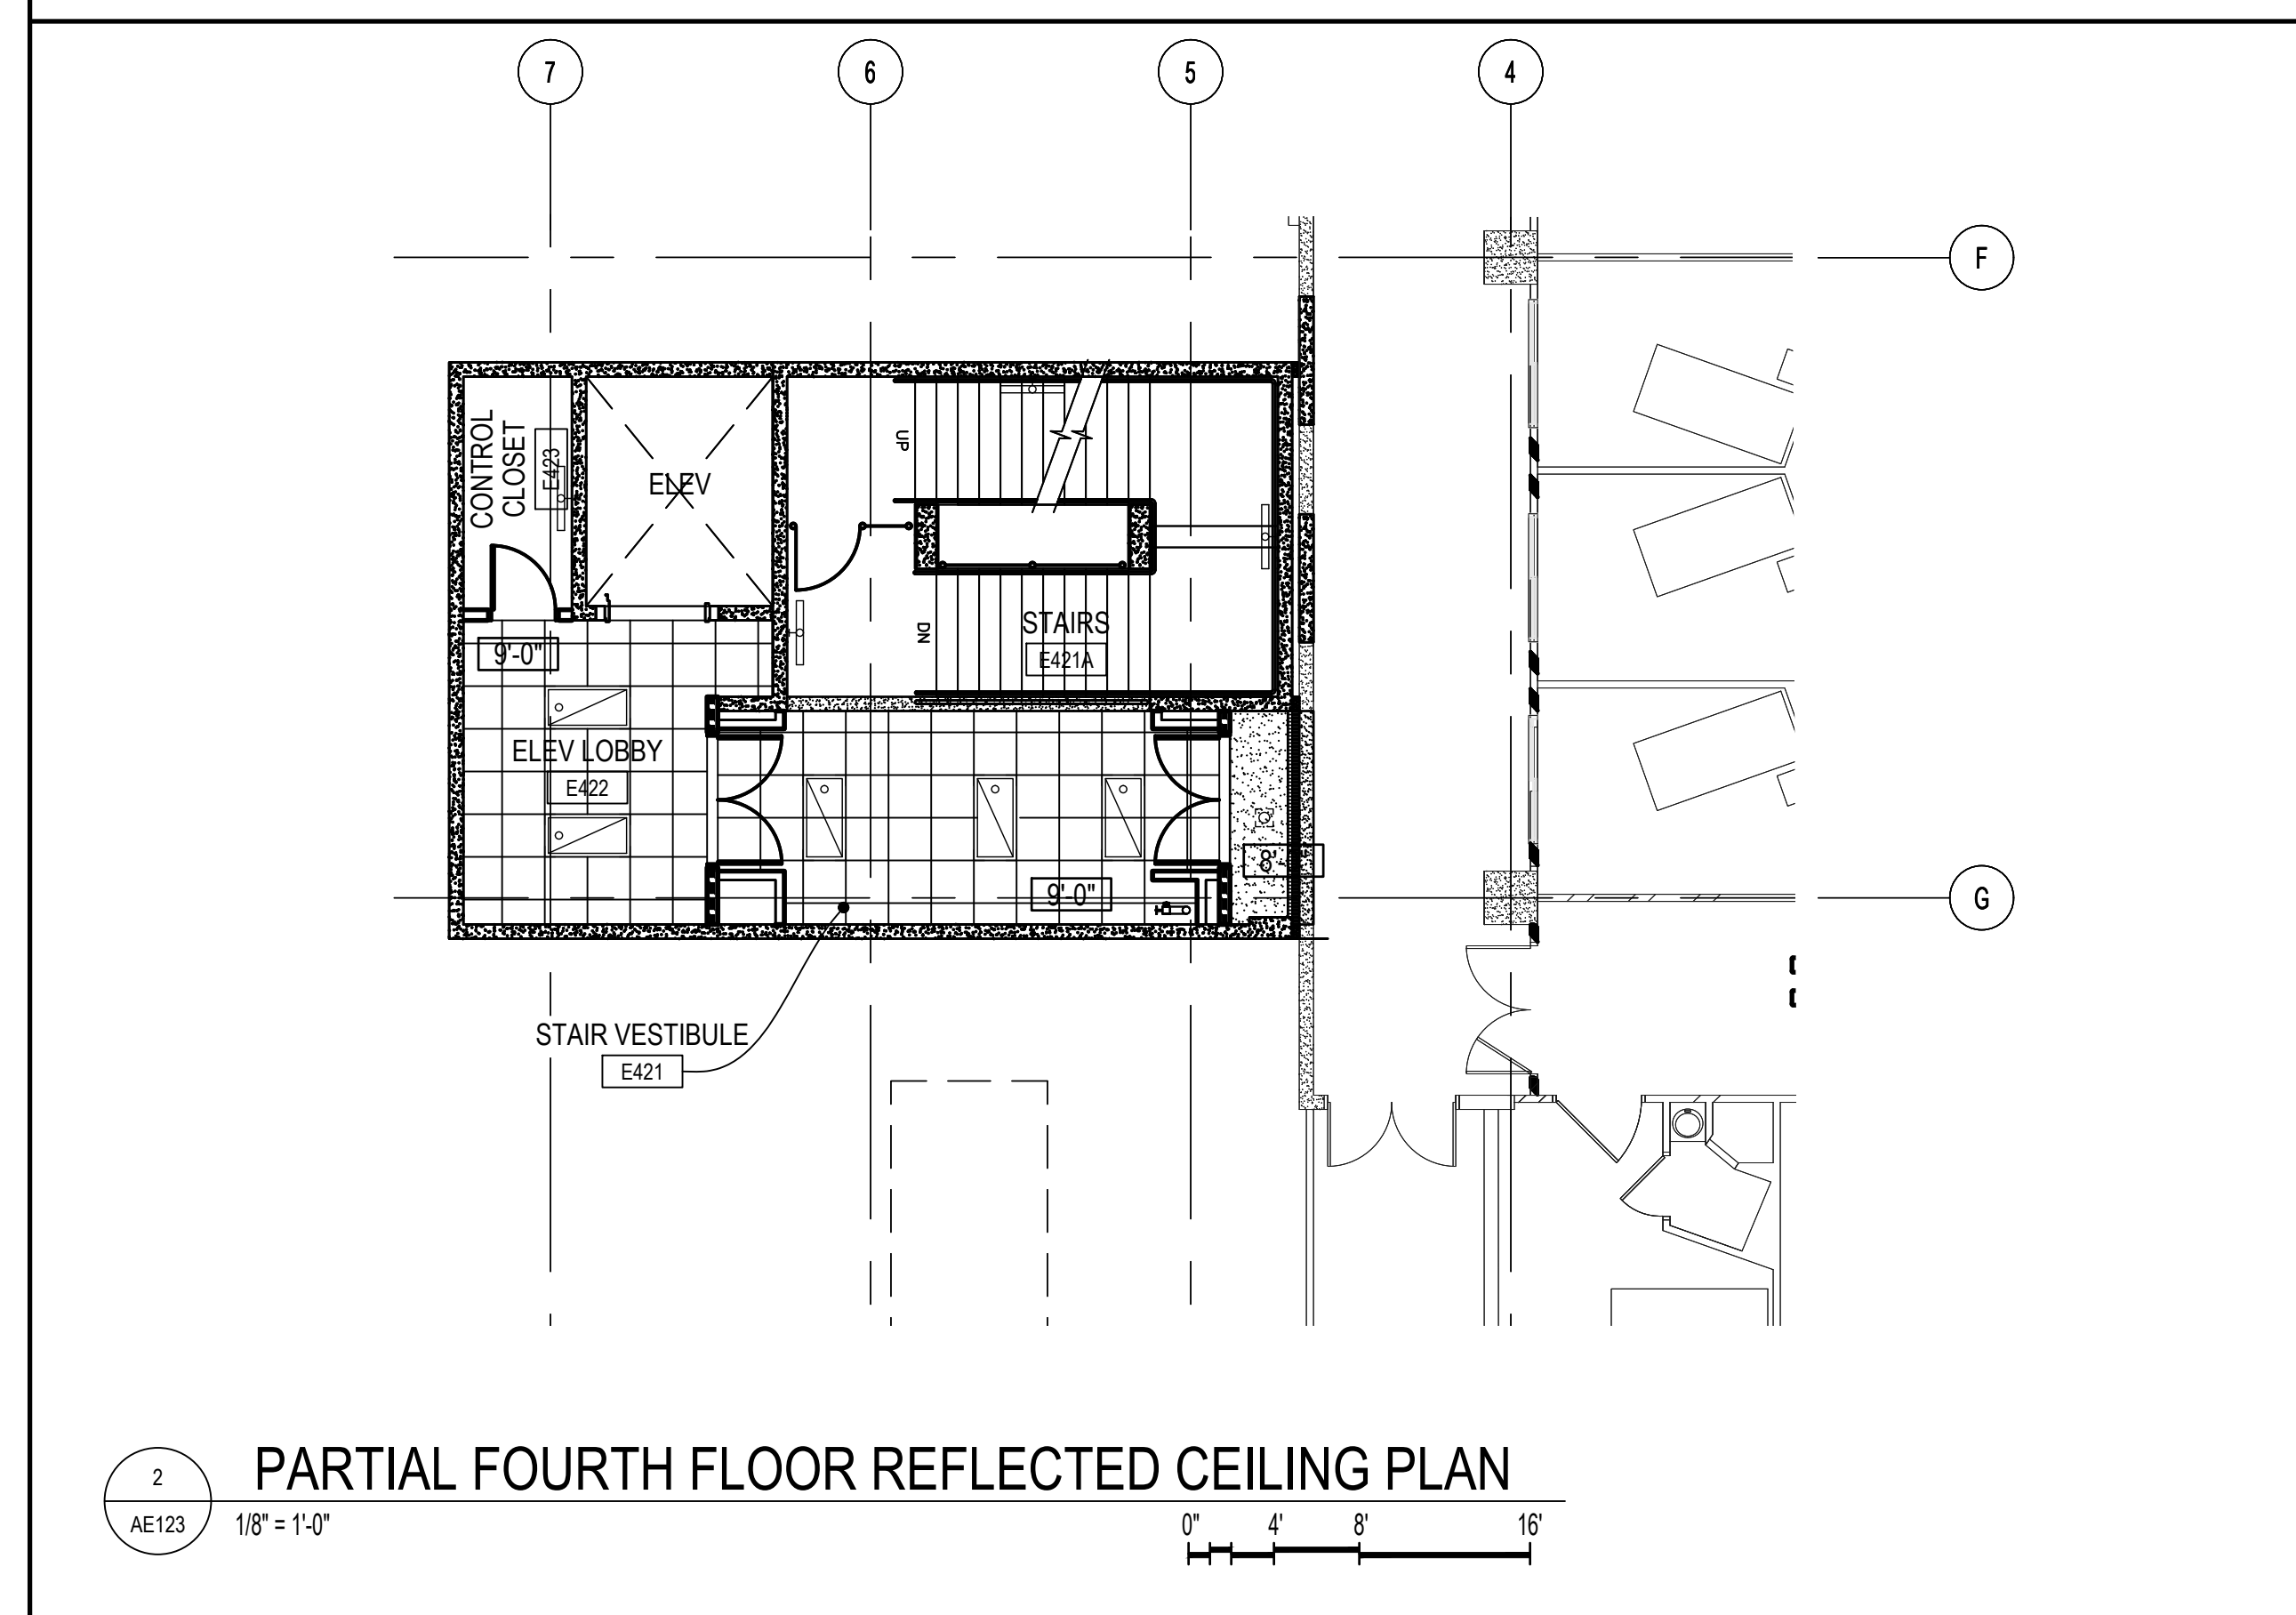 7
6
5
4
F
CONTROL
CLOSET
E423
ELEV
UP
DN
STAIRS
E421A
9'-0"
ELEV LOBBY
E422
9'-0"
G
STAIR VESTIBULE
E421
2
AE123
PARTIAL FOURTH FLOOR REFLECTED CEILING PLAN
1/8" = 1'-0"
0" 4' 8' 16'